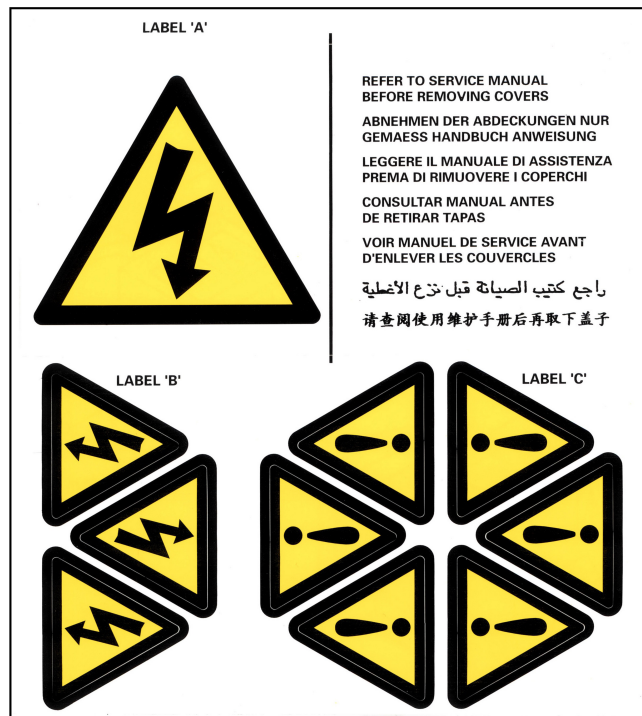 LABEL 'A'
REFER TO SERVICE MANUAL
BEFORE REMOVING COVERS
ABNEHMEN DER ABDECKUNGEN NUR
GEMAESS HANDBUCH ANWEISUNG
LEGGERE IL MANUALE DI ASSISTENZA
PREMA DI RIMUOVERE I COPERCHI
CONSULTAR MANUAL ANTES
DE RETIRAR TAPAS
VOIR MANUEL DE SERVICE AVANT
D'ENLEVER LES COUVERCLES
راجع كتيب الصيانة قبل نزع الأغطية
请查阅使用维护手册后再取下盖子
LABEL 'B'
LABEL 'C'